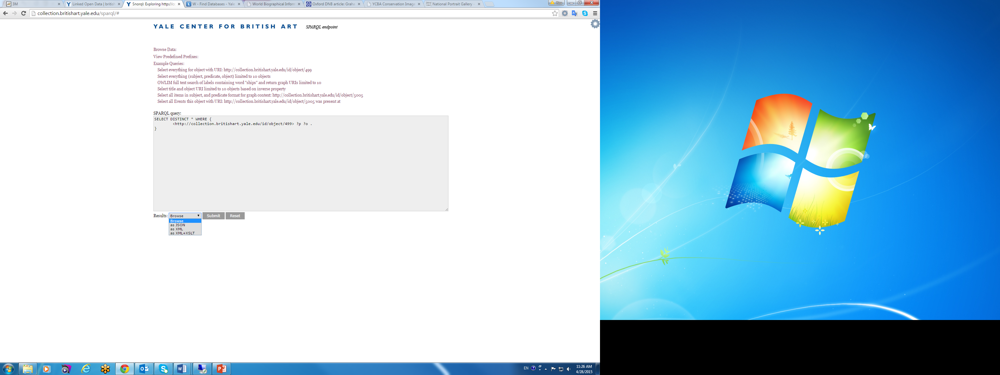 3M
Linked Open Data | british
Snorql: Exploring http://co
W - Find Databases - Yale
World Biographical Inform
Oxford DNB article: Graha
YCBA Conservation Image
National Portrait Gallery -
You
collection.britishart.yale.edu/sparql/#
YALE CENTER FOR BRITISH ART SPARQL endpoint
Browse Data:
View Predefined Prefixes:
Example Queries:
Select everything for object with URI: http://collection.britishart.yale.edu/id/object/499
Select everything (subject, predicate, object) limited to 10 objects
OWLIM full text search of labels containing word "ships" and return graph URIs limited to 10
Select title and object URI limited to 10 objects based on inverse property
Select all items in subject, and predicate format for graph context: http://collection.britishart.yale.edu/id/object/5005
Select all Events this object with URI: http://collection.britishart.yale.edu/id/object/5005 was present at
SPARQL query:
SELECT DISTINCT * WHERE {
<http://collection.britishart.yale.edu/id/object/499> ?p ?o .
}
Results: Browse Submit Reset
Browse
as JSON
as XML
as XML+XSLT
EN
11:26 AM
4/28/2015